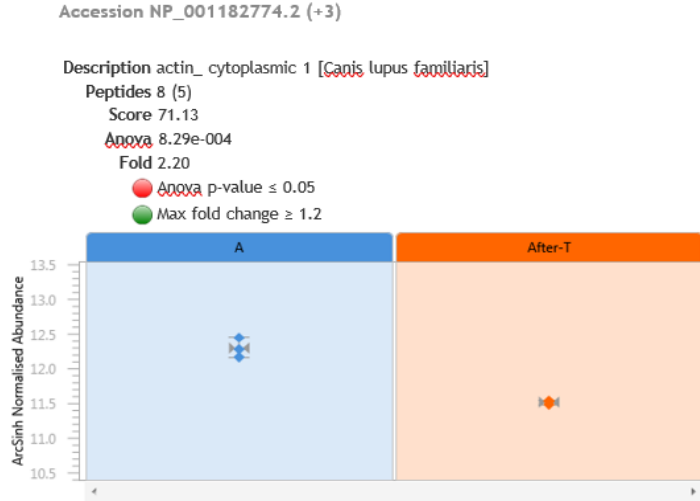 Accession NP_001182774.2 (+3)
Description actin_ cytoplasmic 1 [Canis lupus familiaris]
Peptides 8 (5)
Score 71.13
Anova 8.29e-004
Fold 2.20
Anova p-value ≤ 0.05
Max fold change ≥ 1.2
A After-T
ArcSinh Normalised Abundance
13.5
13.0
12.5
12.0
11.5
11.0
10.5